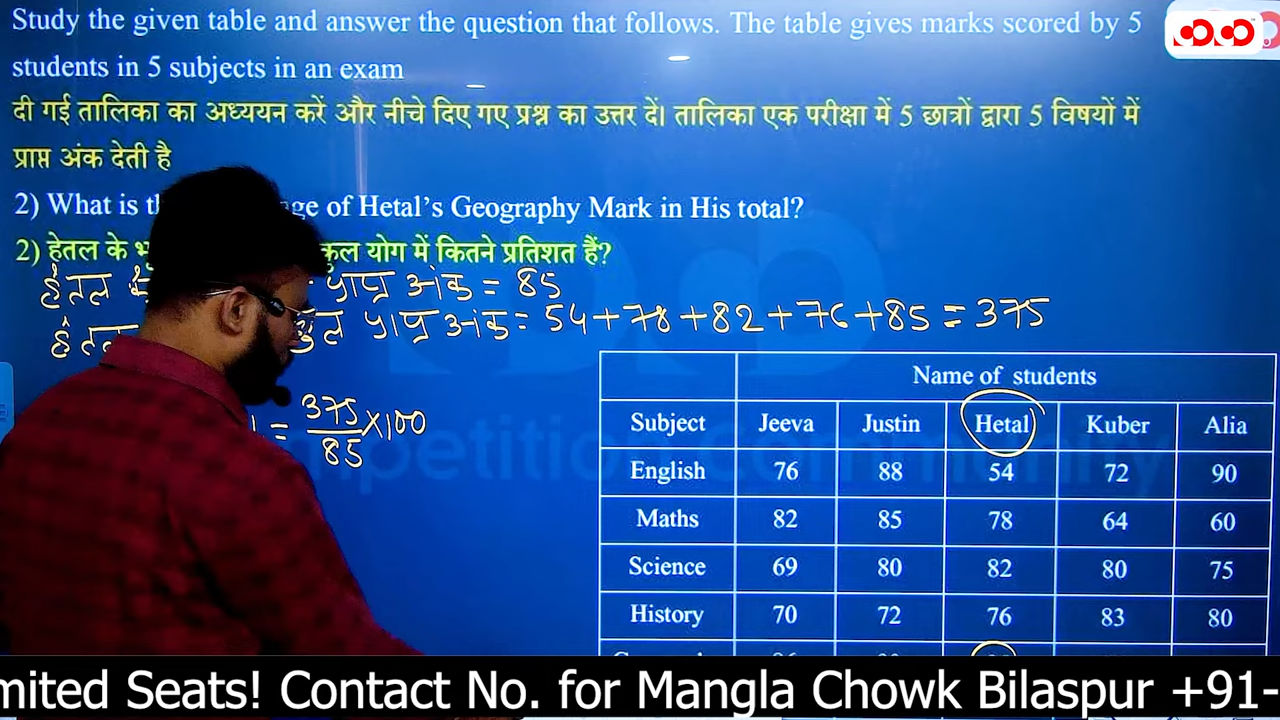 Study the given table and answer the question that follows. The table gives marks scored by 5
students in 5 subjects in an exam
दी गई तालिका का अध्ययन करें और नीचे दिए गए प्रश्न का उत्तर दें। तालिका एक परीक्षा में 5 छात्रों द्वारा 5 विषयों में
प्राप्त अंक देती है
2) What is of Hetal's Geography Mark in His total?
2) हेतल के कुल योग में कितने प्रतिशत हैं?
हेतल प्राप्त अंक = 85
प्राप्त अंक = 54+78+82+76+85 = 375
= 375/85 × 100
Name of students
Subject Jeeva Justin Hetal Kuber Alia
English 76 88 54 72 90
Maths 82 85 78 64 60
Science 69 80 82 80 75
History 70 72 76 83 80
Seats! Contact No. for Mangla Chowk Bilaspur +91-